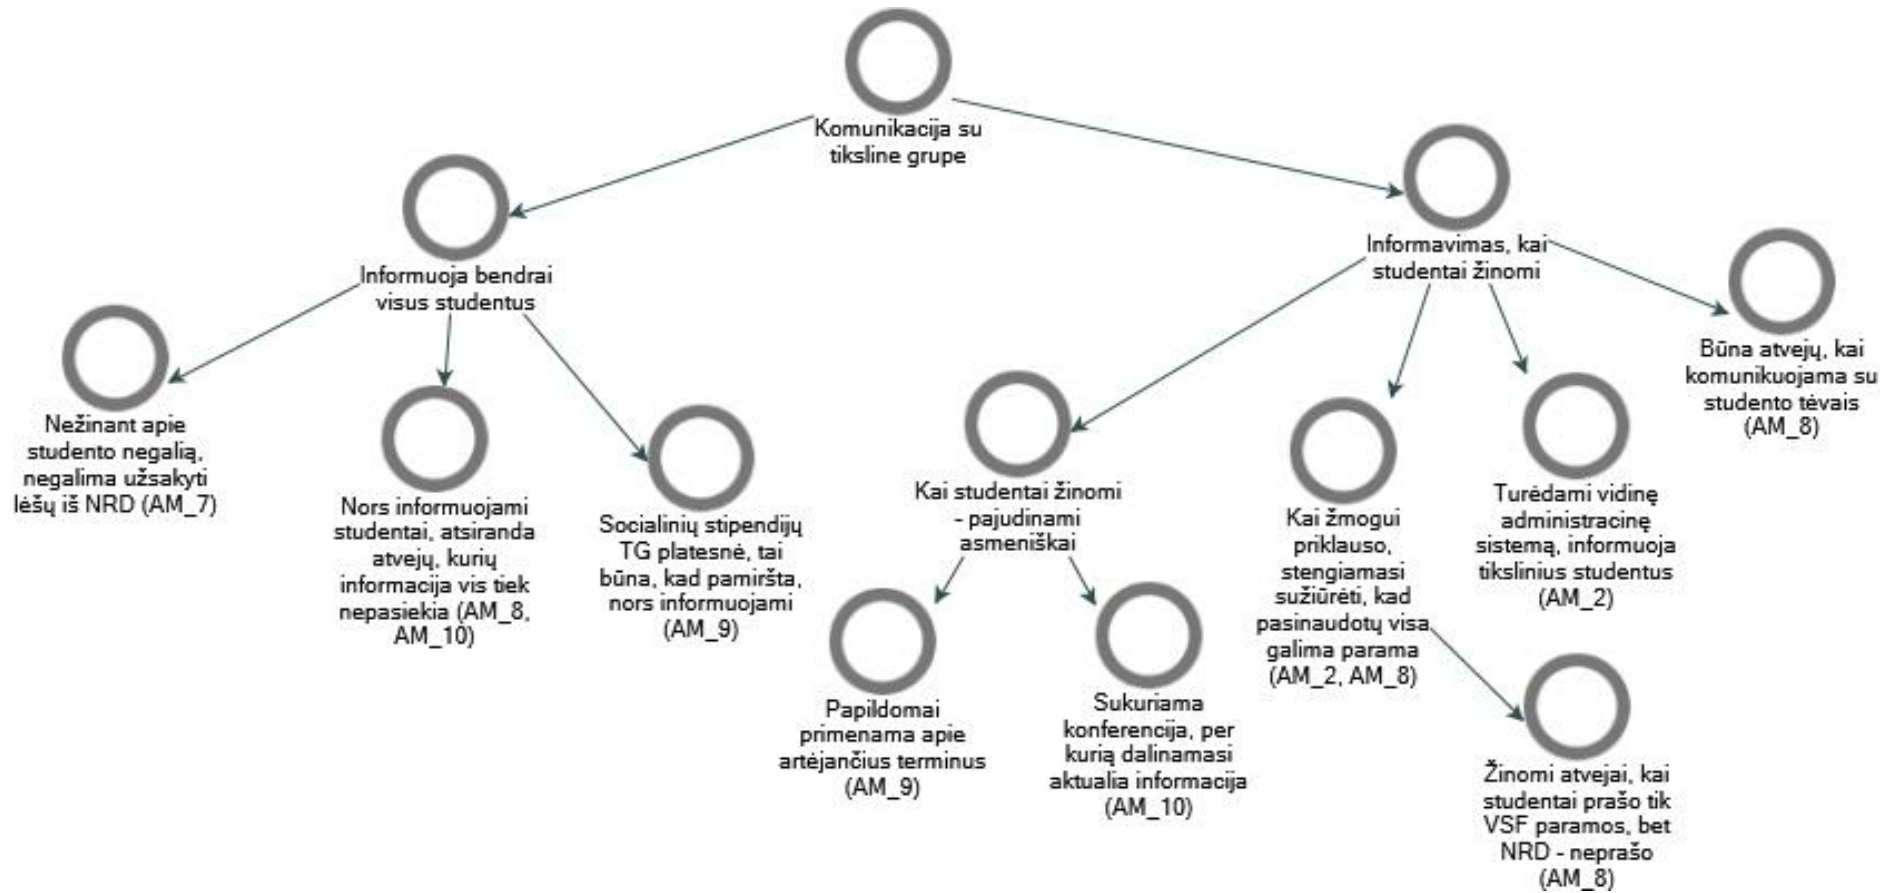 Komunikacija su
tiksline grupe
Informuoja bendrai
visus studentus
Informavimas, kai
studentai žinomi
Nežinant apie
studento negalią,
negalima užsakyti
lėšų iš NRD (AM_7)
Nors informuojami
studentai, atsiranda
atvejų, kurių
informacija vis tiek
nepasiekia (AM_8,
AM_10)
Socialinių stipendijų
TG platesnė, tai
būna, kad pamiršta,
nors informuojami
(AM_9)
Kai studentai žinomi
- pajudinami
asmeniškai
Kai žmogui
priklauso,
stengiamasi
sužiūrėti, kad
pasinaudotų visa
galima parama
(AM_2, AM_8)
Turėdami vidinę
administracinę
sistemą, informuoja
tikslinius studentus
(AM_2)
Būna atvejų, kai
komunikuojama su
studento tėvais
(AM_8)
Papildomai
primenama apie
artėjančius terminus
(AM_9)
Sukuriama
konferencija, per
kurią dalinamasi
aktualia informacija
(AM_10)
Žinomi atvejai, kai
studentai prašo tik
VSF paramos, bet
NRD - neprašo
(AM_8)